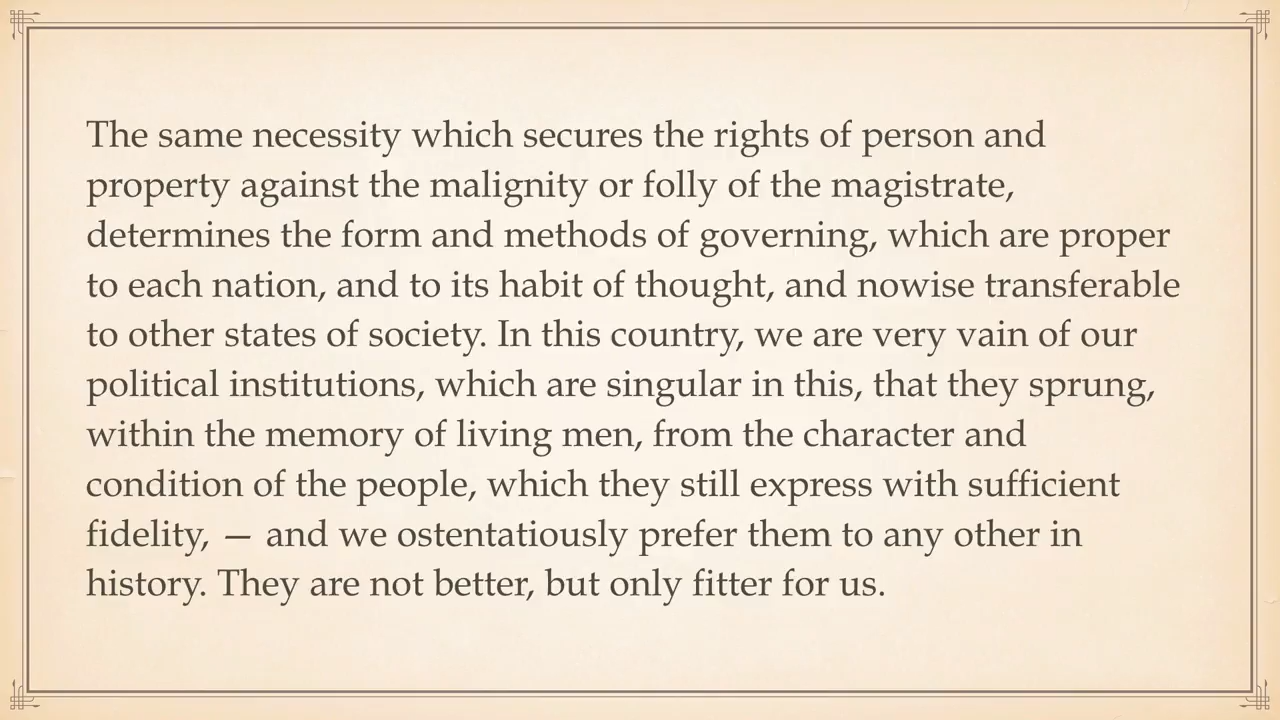 The same necessity which secures the rights of person and
property against the malignity or folly of the magistrate,
determines the form and methods of governing, which are proper
to each nation, and to its habit of thought, and nowise transferable
to other states of society. In this country, we are very vain of our
political institutions, which are singular in this, that they sprung,
within the memory of living men, from the character and
condition of the people, which they still express with sufficient
fidelity, — and we ostentatiously prefer them to any other in
history. They are not better, but only fitter for us.